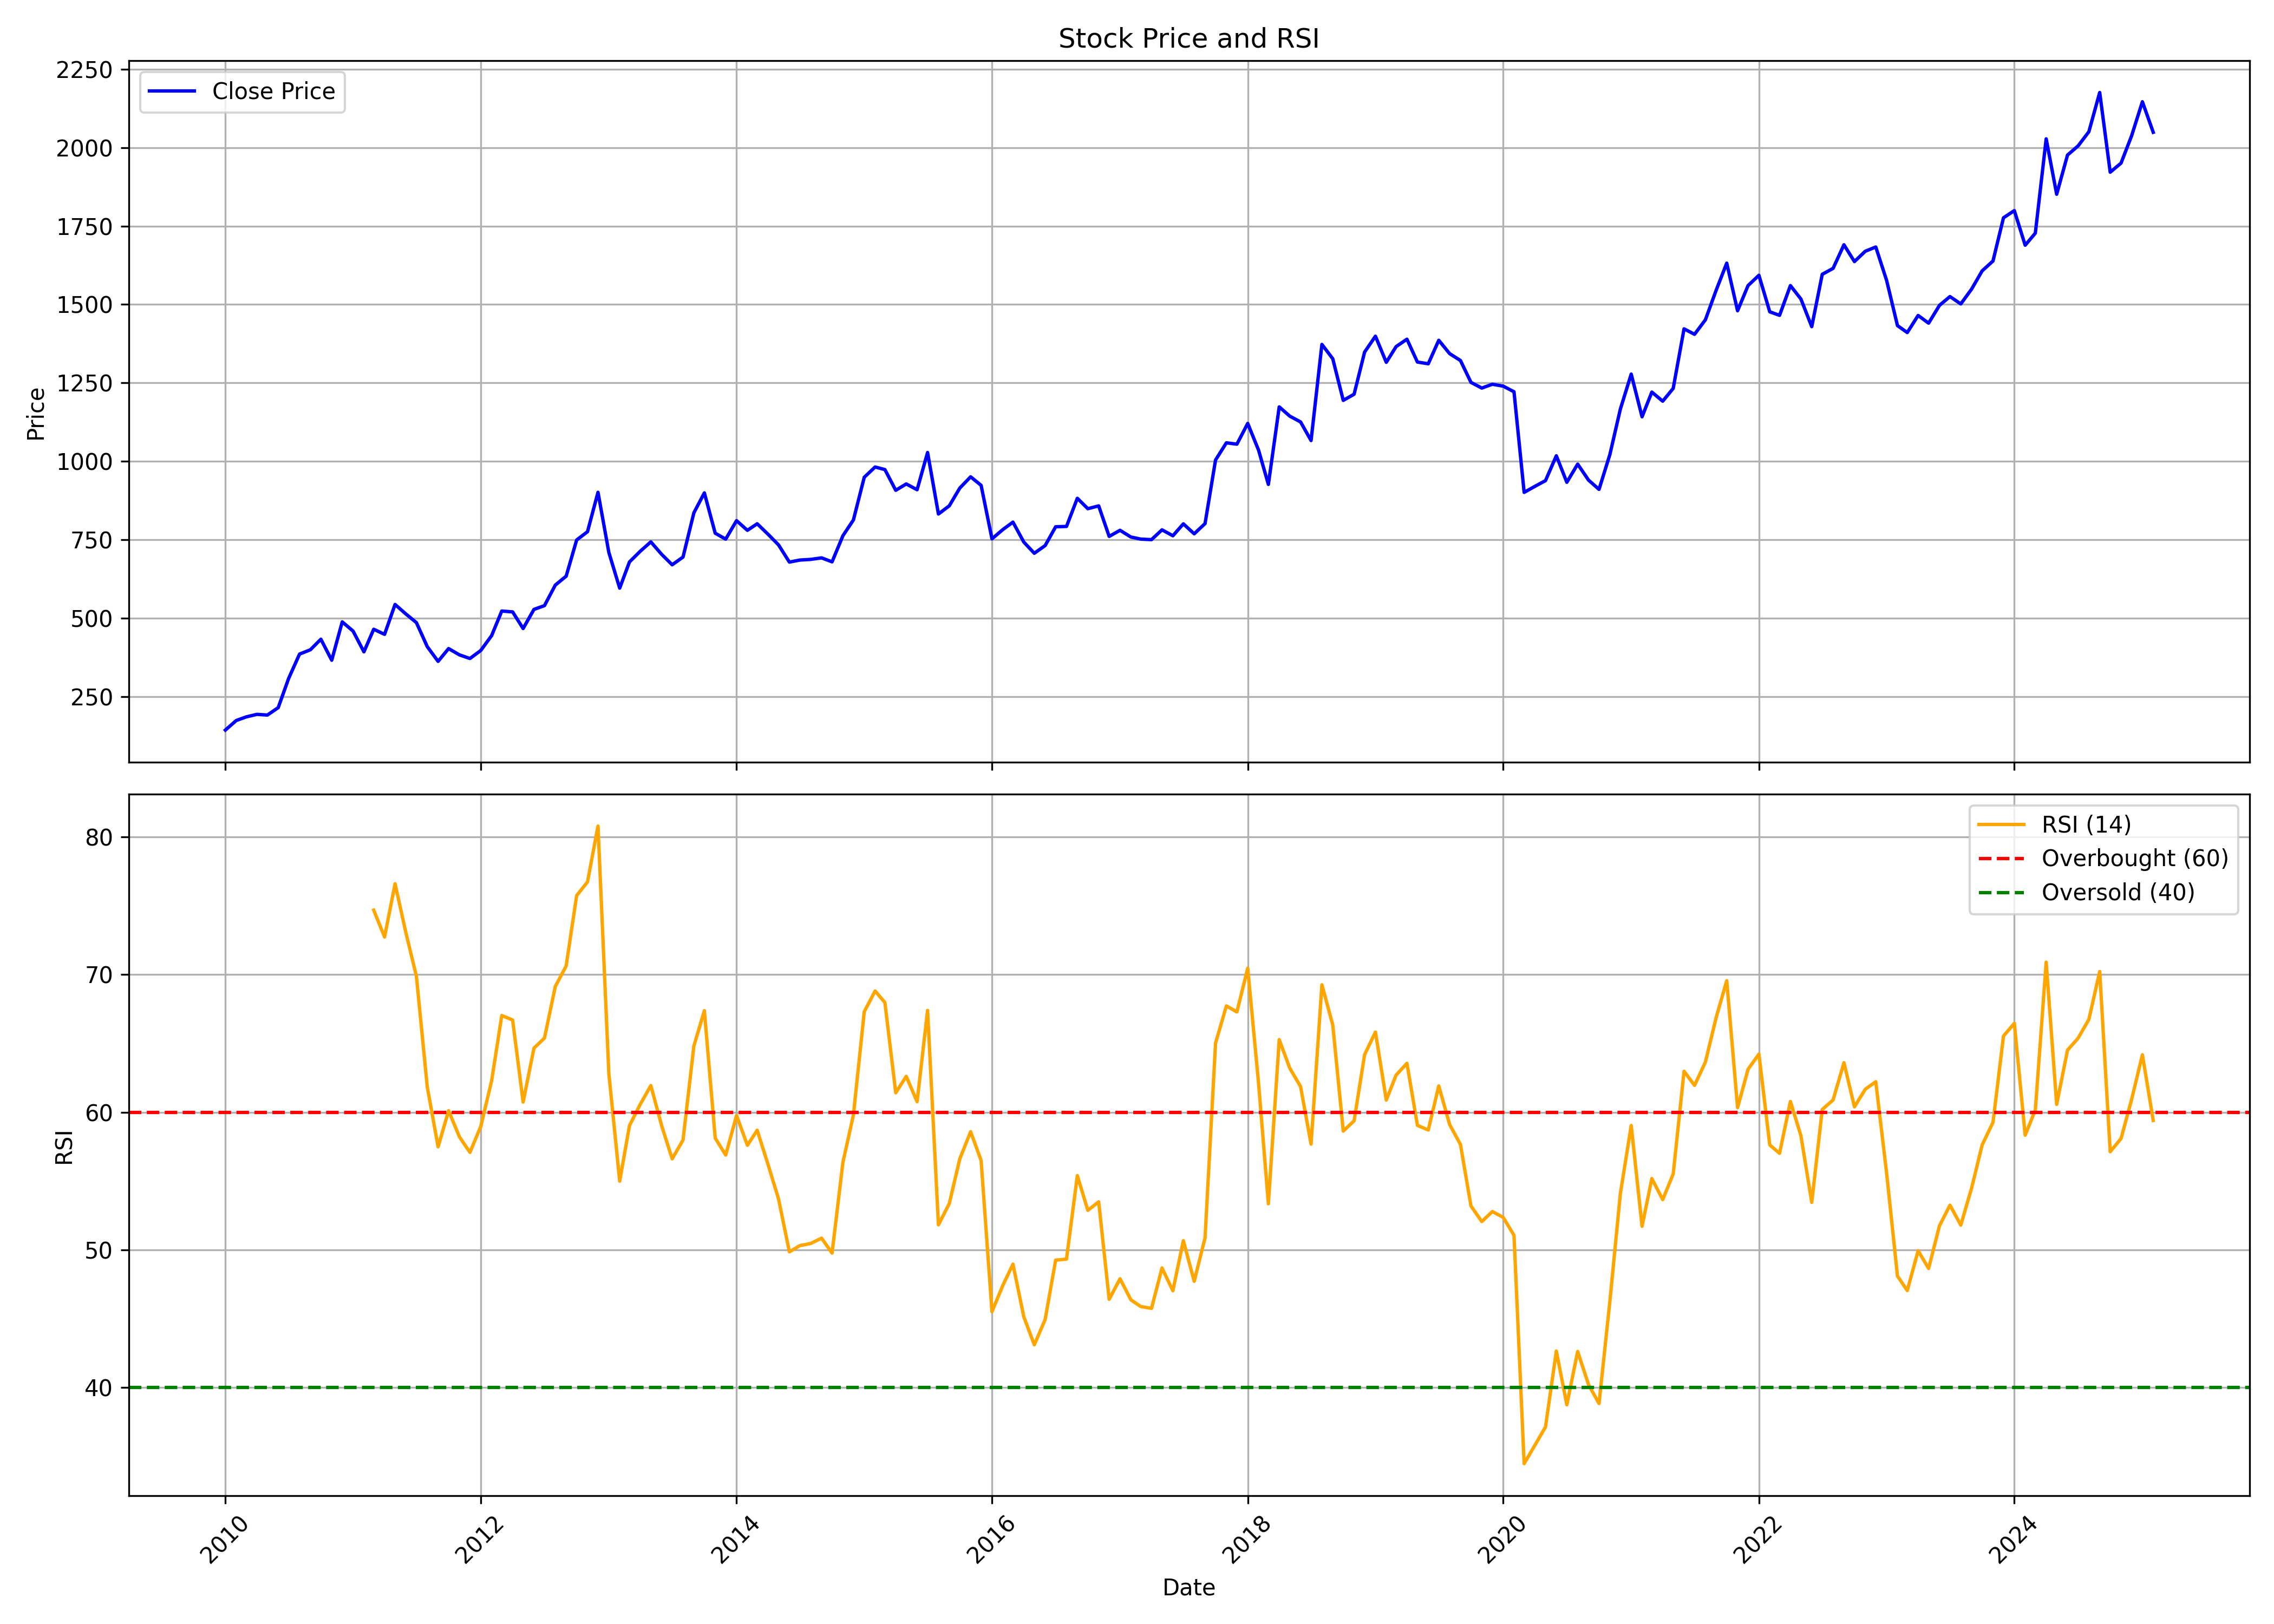 Stock Price and RSI
Close Price
Price
2250
2000
1750
1500
1250
1000
750
500
250
RSI (14)
Overbought (60)
Oversold (40)
RSI
80
70
60
50
40
2010
2012
2014
2016
2018
2020
2022
2024
Date